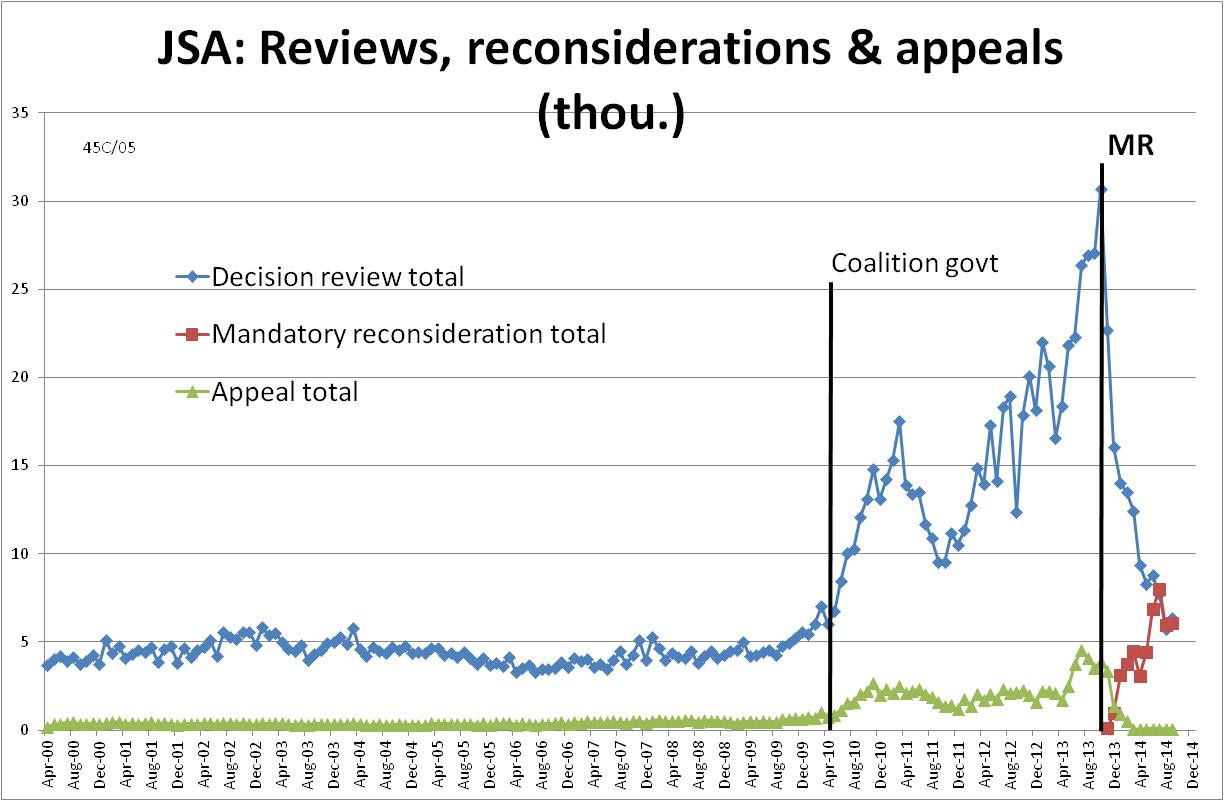 JSA: Reviews, reconsiderations & appeals
(thou.)
35
30
25
20
15
10
5
0
45C/05
MR
Coalition govt
Decision review total
Mandatory reconsideration total
Appeal total
Apr-00
Aug-00
Dec-00
Apr-01
Aug-01
Dec-01
Apr-02
Aug-02
Dec-02
Apr-03
Aug-03
Dec-03
Apr-04
Aug-04
Dec-04
Apr-05
Aug-05
Dec-05
Apr-06
Aug-06
Dec-06
Apr-07
Aug-07
Dec-07
Apr-08
Aug-08
Dec-08
Apr-09
Aug-09
Dec-09
Apr-10
Aug-10
Dec-10
Apr-11
Aug-11
Dec-11
Apr-12
Aug-12
Dec-12
Apr-13
Aug-13
Dec-13
Apr-14
Aug-14
Dec-14